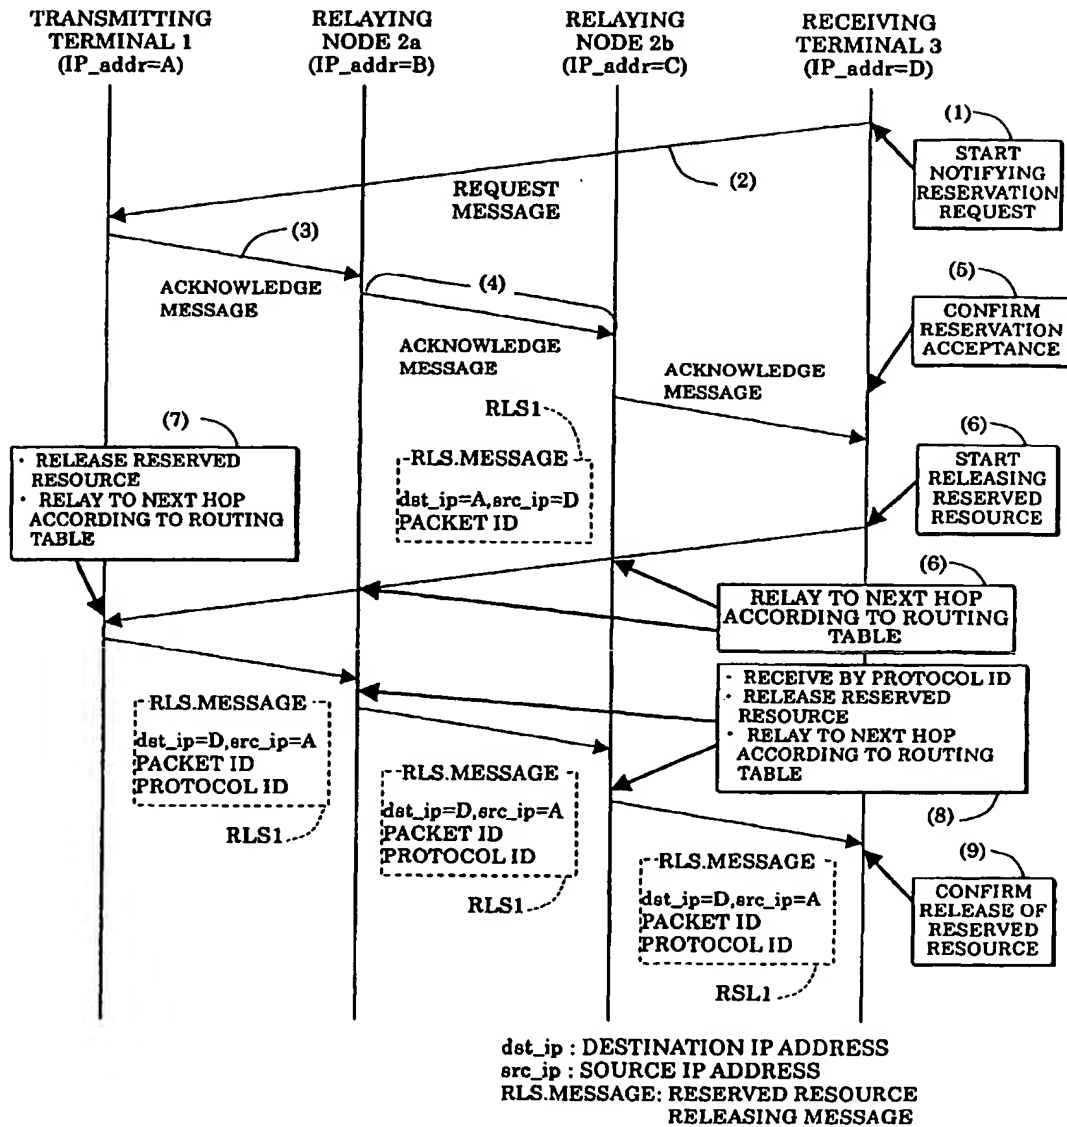 TRANSMITTING
TERMINAL 1
(IP_addr=A)
RELAYING
NODE 2a
(IP_addr=B)
RELAYING
NODE 2b
(IP_addr=C)
RECEIVING
TERMINAL 3
(IP_addr=D)
(1)
START
NOTIFYING
RESERVATION
REQUEST
(2)
REQUEST
MESSAGE
(3)
ACKNOWLEDGE
MESSAGE
(4)
ACKNOWLEDGE
MESSAGE
(5)
CONFIRM
RESERVATION
ACCEPTANCE
ACKNOWLEDGE
MESSAGE
RLS1
RLS.MESSAGE
dst_ip=A,src_ip=D
PACKET ID
(6)
START
RELEASING
RESERVED
RESOURCE
(7)
· RELEASE RESERVED
RESOURCE
· RELAY TO NEXT HOP
ACCORDING TO ROUTING
TABLE
(6)
RELAY TO NEXT HOP
ACCORDING TO ROUTING
TABLE
· RECEIVE BY PROTOCOL ID
· RELEASE RESERVED
RESOURCE
· RELAY TO NEXT HOP
ACCORDING TO ROUTING
TABLE
(8)
RLS.MESSAGE
dst_ip=D,src_ip=A
PACKET ID
PROTOCOL ID
RLS1
RLS.MESSAGE
dst_ip=D,src_ip=A
PACKET ID
PROTOCOL ID
RLS1
RLS.MESSAGE
dst_ip=D,src_ip=A
PACKET ID
PROTOCOL ID
RSL1
(9)
CONFIRM
RELEASE OF
RESERVED
RESOURCE
dst_ip : DESTINATION IP ADDRESS
src_ip : SOURCE IP ADDRESS
RLS.MESSAGE: RESERVED RESOURCE
RELEASING MESSAGE